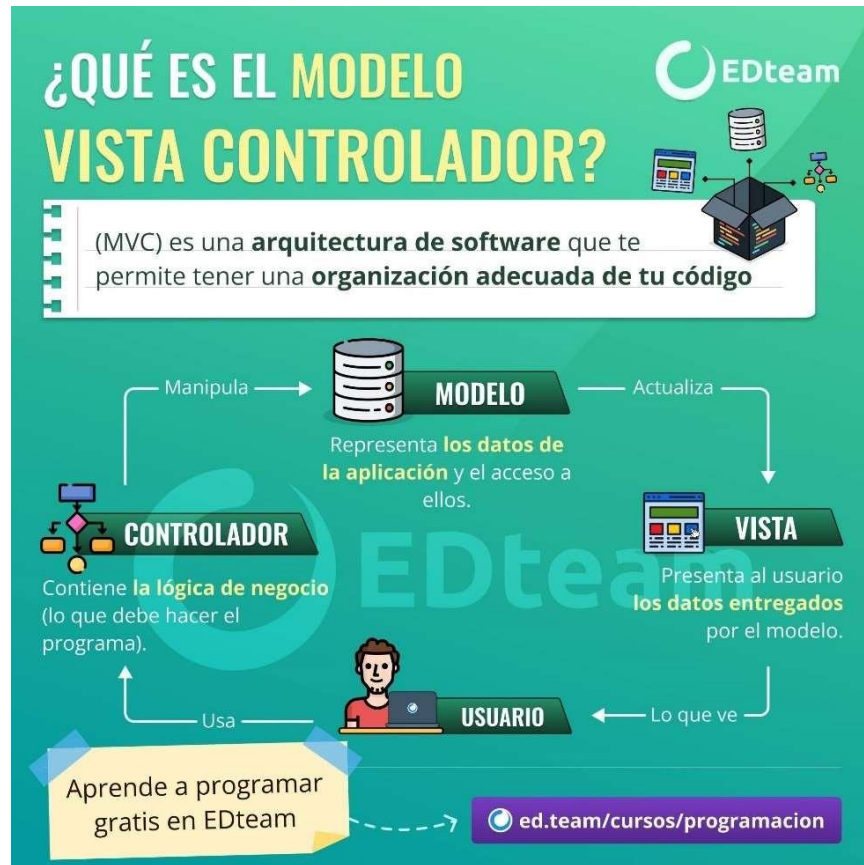 ¿QUÉ ES EL MODELO
VISTA CONTROLADOR?
EDteam
(MVC) es una arquitectura de software que te
permite tener una organización adecuada de tu código
Manipula
MODELO
Actualiza
Representa los datos de
la aplicación y el acceso a
ellos.
CONTROLADOR
Contiene la lógica de negocio
(lo que debe hacer el
programa).
VISTA
Presenta al usuario
los datos entregados
por el modelo.
EDteam
Usa
USUARIO
Lo que ve
Aprende a programar
gratis en EDteam
ed.team/cursos/programacion